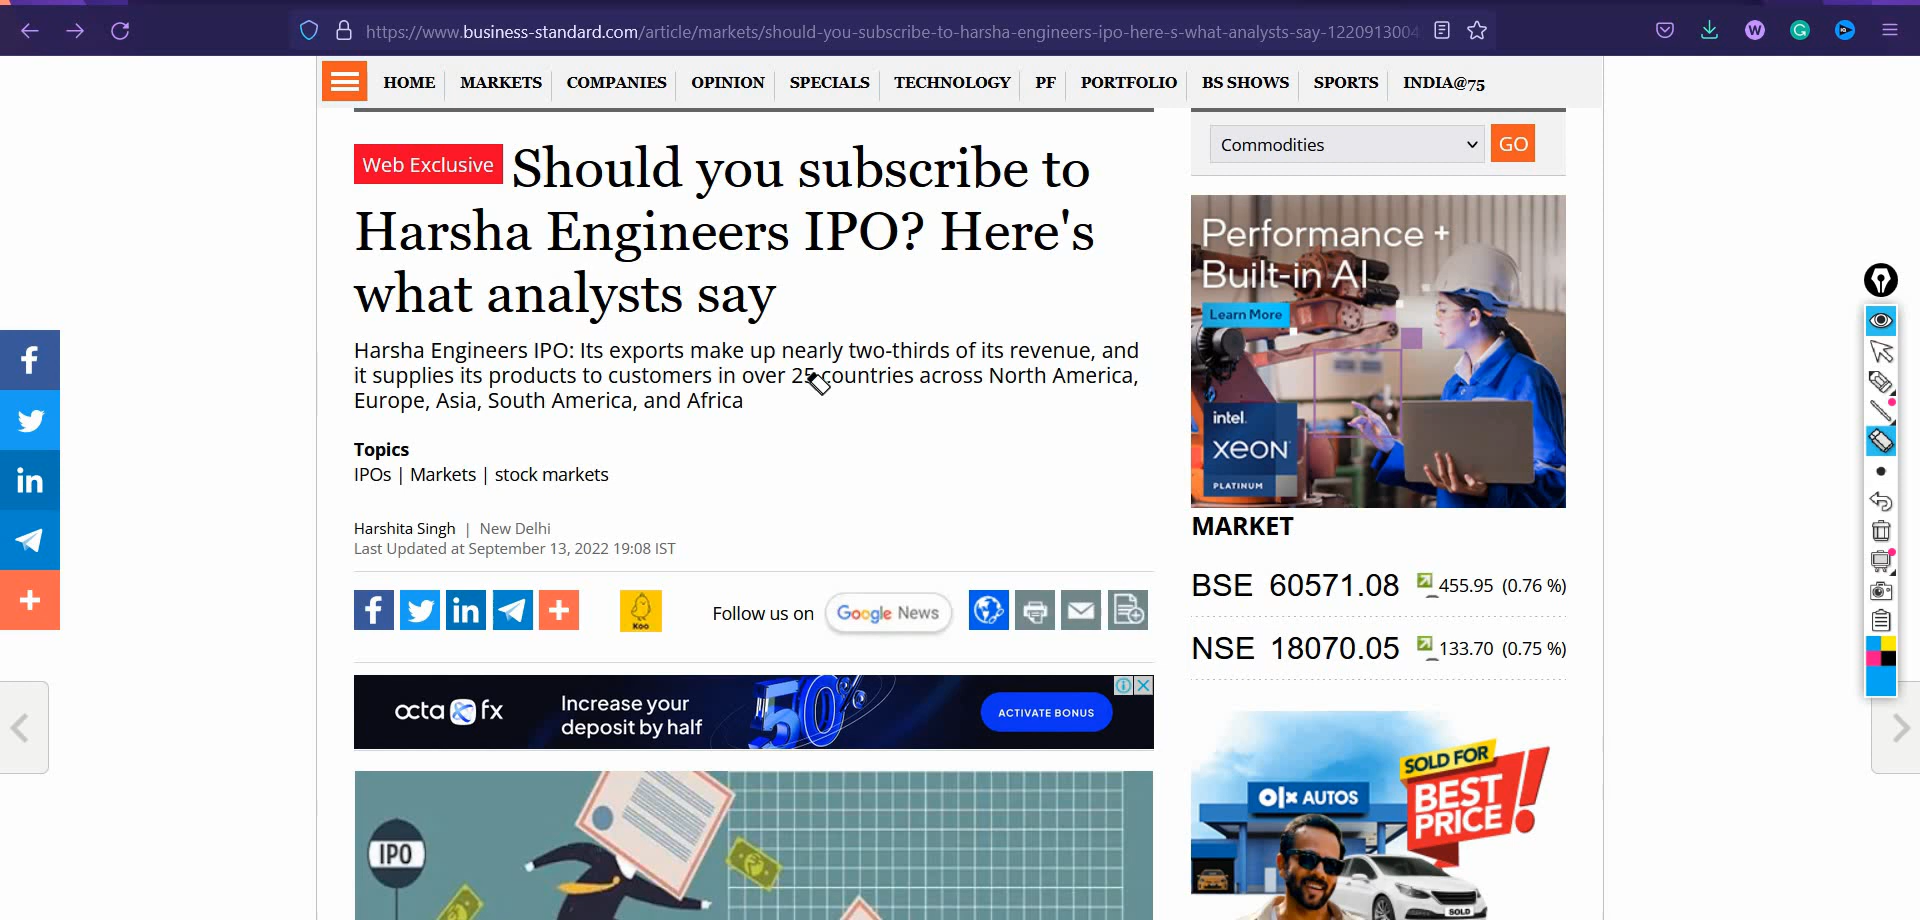 https://www.business-standard.com/article/markets/should-you-subscribe-to-harsha-engineers-ipo-here-s-what-analysts-say-1220913004
HOME MARKETS COMPANIES OPINION SPECIALS TECHNOLOGY PF PORTFOLIO BS SHOWS SPORTS INDIA@75
Web Exclusive Should you subscribe to
Harsha Engineers IPO? Here's
what analysts say
Harsha Engineers IPO: Its exports make up nearly two-thirds of its revenue, and
it supplies its products to customers in over 25 countries across North America,
Europe, Asia, South America, and Africa
Topics
IPOs | Markets | stock markets
Harshita Singh | New Delhi
Last Updated at September 13, 2022 19:08 IST
Koo
Follow us on Google News
octa fx
Increase your
deposit by half
50%
ACTIVATE BONUS
IPO
Commodities GO
Performance +
Built-in AI
Learn More
intel.
XEON
PLATINUM
MARKET
BSE 60571.08 455.95 (0.76 %)
NSE 18070.05 133.70 (0.75 %)
SOLD FOR
BEST
PRICE!
olx AUTOS
SOLD